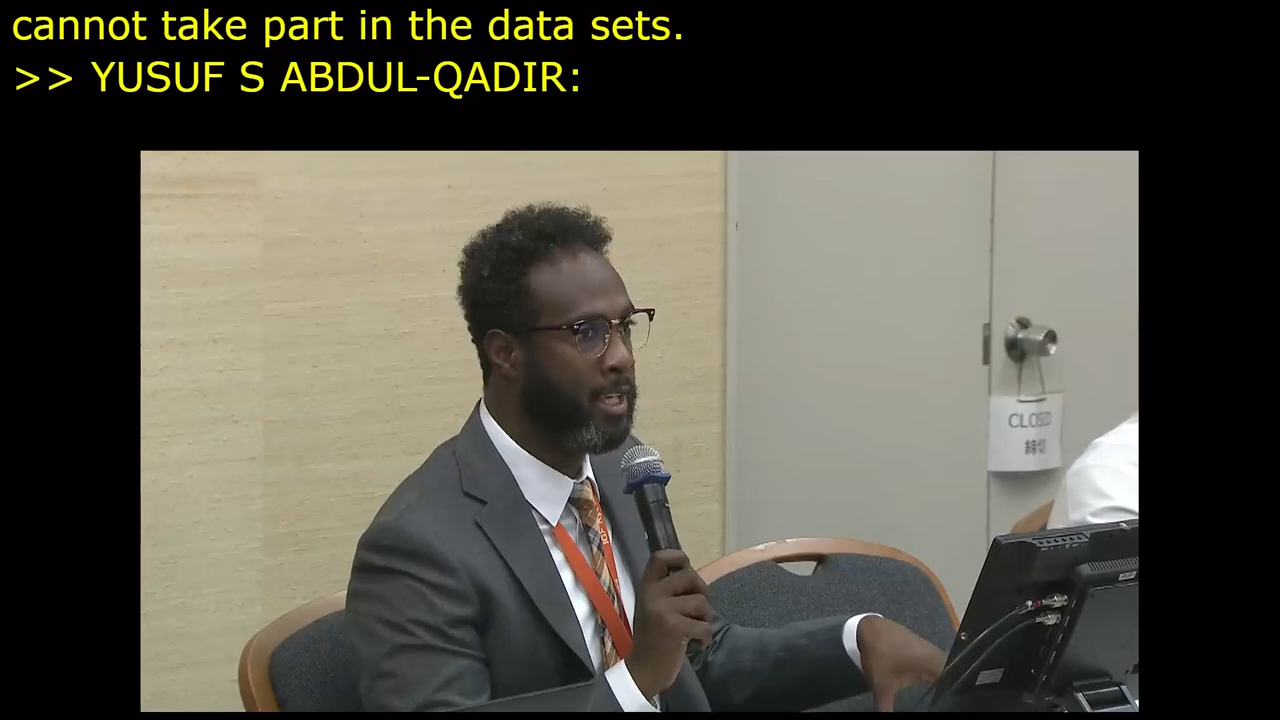 cannot take part in the data sets.
>> YUSUF S ABDUL-QADIR:
CLOSED